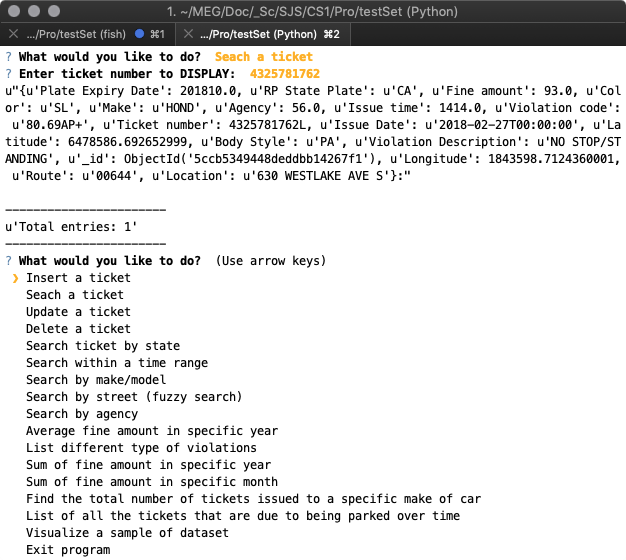 1. ~/MEG/Doc/_Sc/SJS/CS1/Pro/testSet (Python)
.../Pro/testSet (fish) ⌘1 .../Pro/testSet (Python) ⌘2
? What would you like to do? Seach a ticket
? Enter ticket number to DISPLAY: 4325781762
u"{u'Plate Expiry Date': 201810.0, u'RP State Plate': u'CA', u'Fine amount': 93.0, u'Col
or': u'SL', u'Make': u'HOND', u'Agency': 56.0, u'Issue time': 1414.0, u'Violation code':
u'80.69AP+', u'Ticket number': 4325781762L, u'Issue Date': u'2018-02-27T00:00:00', u'La
titude': 6478586.692652999, u'Body Style': u'PA', u'Violation Description': u'NO STOP/ST
ANDING', u'_id': ObjectId('5ccb5349448deddbb14267f1'), u'Longitude': 1843598.7124360001,
u'Route': u'00644', u'Location': u'630 WESTLAKE AVE S'}:"
-----------------------
u'Total entries: 1'
-----------------------
? What would you like to do? (Use arrow keys)
❯ Insert a ticket
Seach a ticket
Update a ticket
Delete a ticket
Search ticket by state
Search within a time range
Search by make/model
Search by street (fuzzy search)
Search by agency
Average fine amount in specific year
List different type of violations
Sum of fine amount in specific year
Sum of fine amount in specific month
Find the total number of tickets issued to a specific make of car
List of all the tickets that are due to being parked over time
Visualize a sample of dataset
Exit program